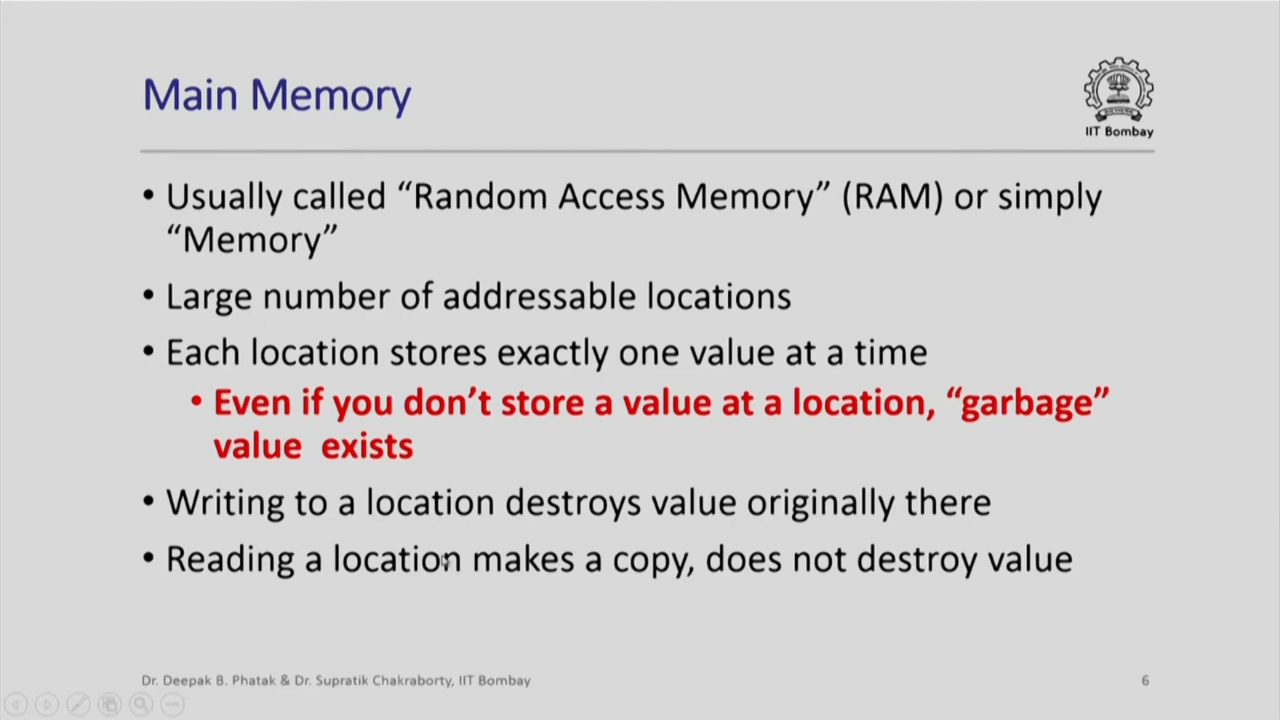 Main Memory
IIT Bombay
• Usually called “Random Access Memory” (RAM) or simply
“Memory”
• Large number of addressable locations
• Each location stores exactly one value at a time
• Even if you don’t store a value at a location, “garbage”
value exists
• Writing to a location destroys value originally there
• Reading a location makes a copy, does not destroy value
Dr. Deepak B. Phatak & Dr. Supratik Chakraborty, IIT Bombay
6